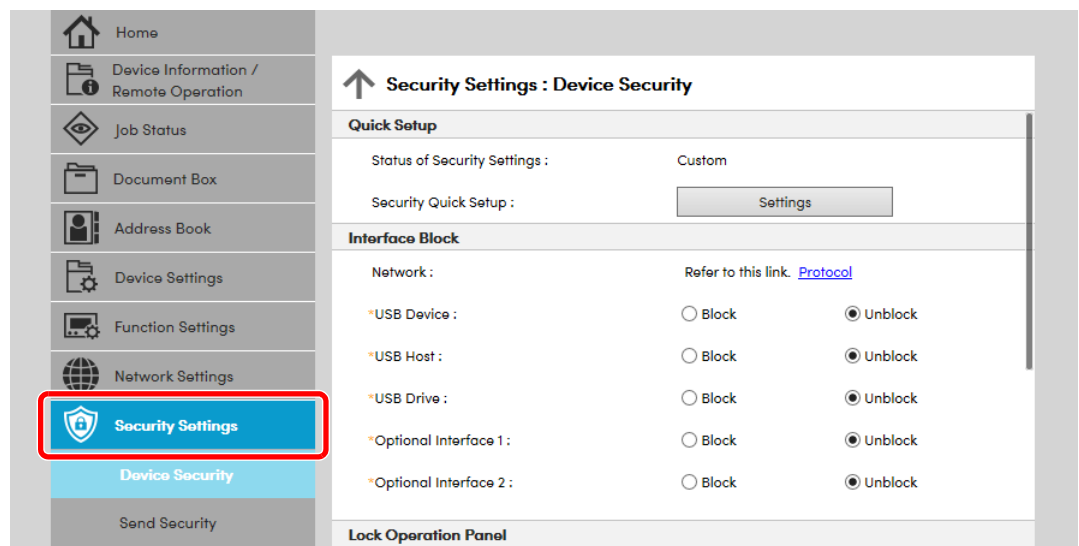 Home
Device Information /
Remote Operation
Job Status
Document Box
Address Book
Device Settings
Function Settings
Network Settings
Security Settings
Device Security
Send Security
Security Settings : Device Security
Quick Setup
Status of Security Settings : Custom
Security Quick Setup : Settings
Interface Block
Network : Refer to this link. Protocol
*USB Device : Block Unblock
*USB Host : Block Unblock
*USB Drive : Block Unblock
*Optional Interface 1 : Block Unblock
*Optional Interface 2 : Block Unblock
Lock Operation Panel